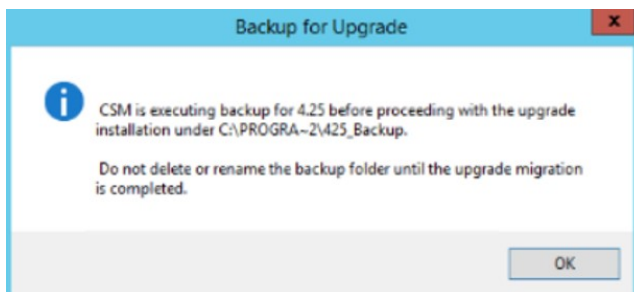 Backup for Upgrade
x
i
CSM is executing backup for 4.25 before proceeding with the upgrade
installation under C:\PROGRA~2\425_Backup.
Do not delete or rename the backup folder until the upgrade migration
is completed.
OK